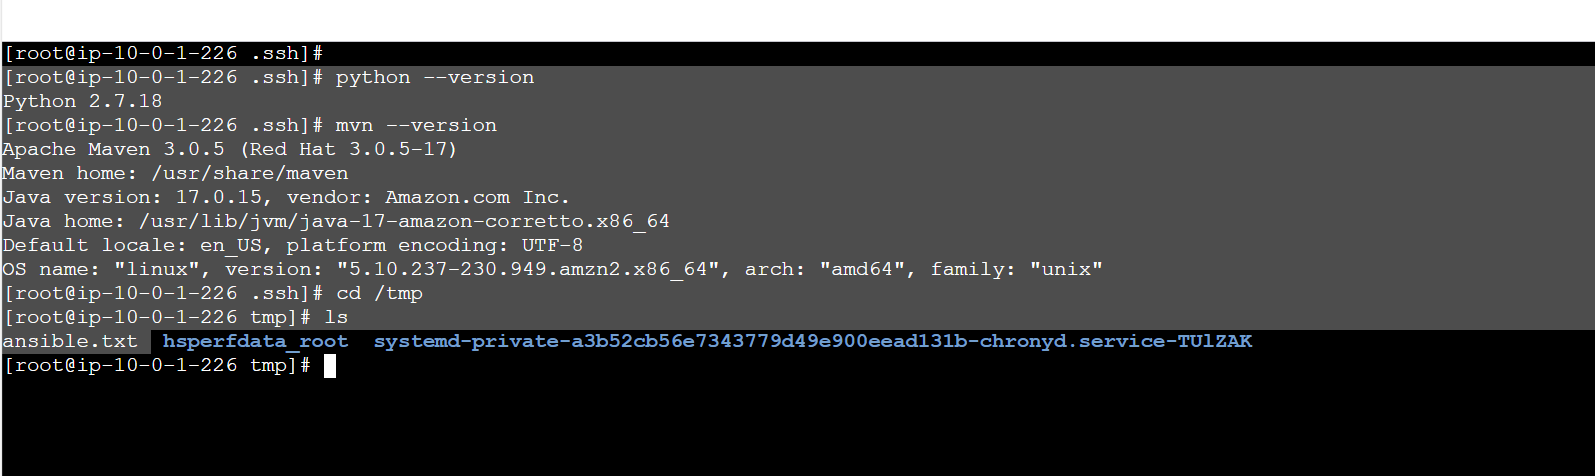 [root@ip-10-0-1-226 .ssh]#
[root@ip-10-0-1-226 .ssh]# python --version
Python 2.7.18
[root@ip-10-0-1-226 .ssh]# mvn --version
Apache Maven 3.0.5 (Red Hat 3.0.5-17)
Maven home: /usr/share/maven
Java version: 17.0.15, vendor: Amazon.com Inc.
Java home: /usr/lib/jvm/java-17-amazon-corretto.x86_64
Default locale: en_US, platform encoding: UTF-8
OS name: "linux", version: "5.10.237-230.949.amzn2.x86_64", arch: "amd64", family: "unix"
[root@ip-10-0-1-226 .ssh]# cd /tmp
[root@ip-10-0-1-226 tmp]# ls
ansible.txt  hsperfdata_root  systemd-private-a3b52cb56e7343779d49e900eead131b-chronyd.service-TUlZAK
[root@ip-10-0-1-226 tmp]#